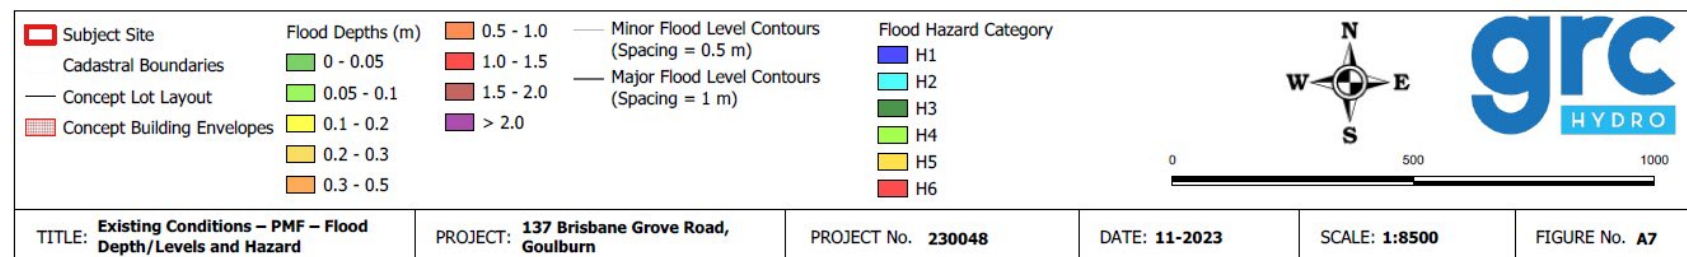 Subject Site
Cadastral Boundaries
Concept Lot Layout
Concept Building Envelopes
Flood Depths (m)
0 - 0.05
0.05 - 0.1
0.1 - 0.2
0.2 - 0.3
0.3 - 0.5
0.5 - 1.0
1.0 - 1.5
1.5 - 2.0
> 2.0
Minor Flood Level Contours
(Spacing = 0.5 m)
Major Flood Level Contours
(Spacing = 1 m)
Flood Hazard Category
H1
H2
H3
H4
H5
H6
N
W E
S
0 500 1000
grc
HYDRO
TITLE: Existing Conditions – PMF – Flood
Depth/Levels and Hazard
PROJECT: 137 Brisbane Grove Road,
Goulburn
PROJECT No. 230048
DATE: 11-2023
SCALE: 1:8500
FIGURE No. A7